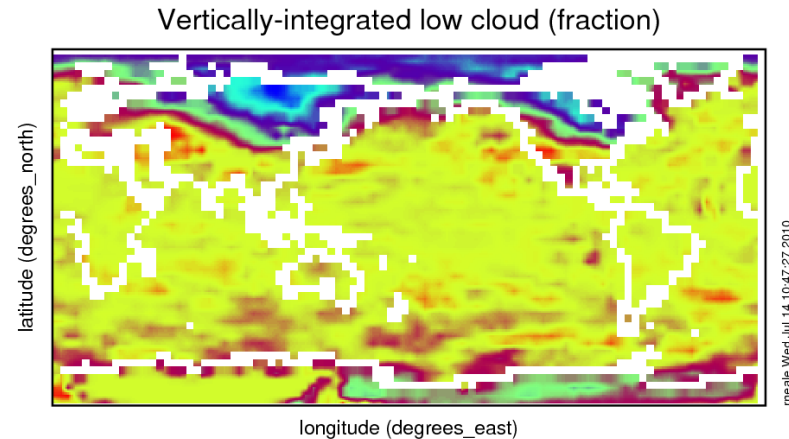 Vertically-integrated low cloud (fraction)
latitude (degrees_north)
longitude (degrees_east)
rneale Wed Jul 14 10:47:27 2010